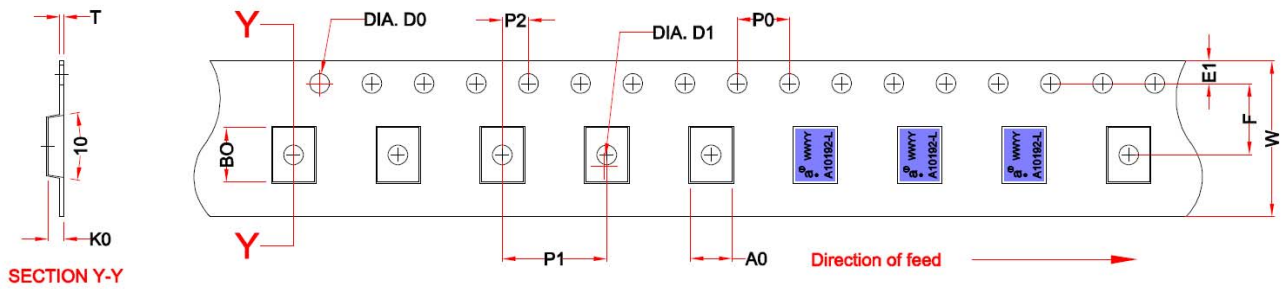 T
Y
DIA. D0
P2
DIA. D1
P0
E1
F
W
BO
10
a® WWYY
A10192-L
a® WWYY
A10192-L
a® WWYY
A10192-L
K0
Y
P1
A0
Direction of feed
SECTION Y-Y